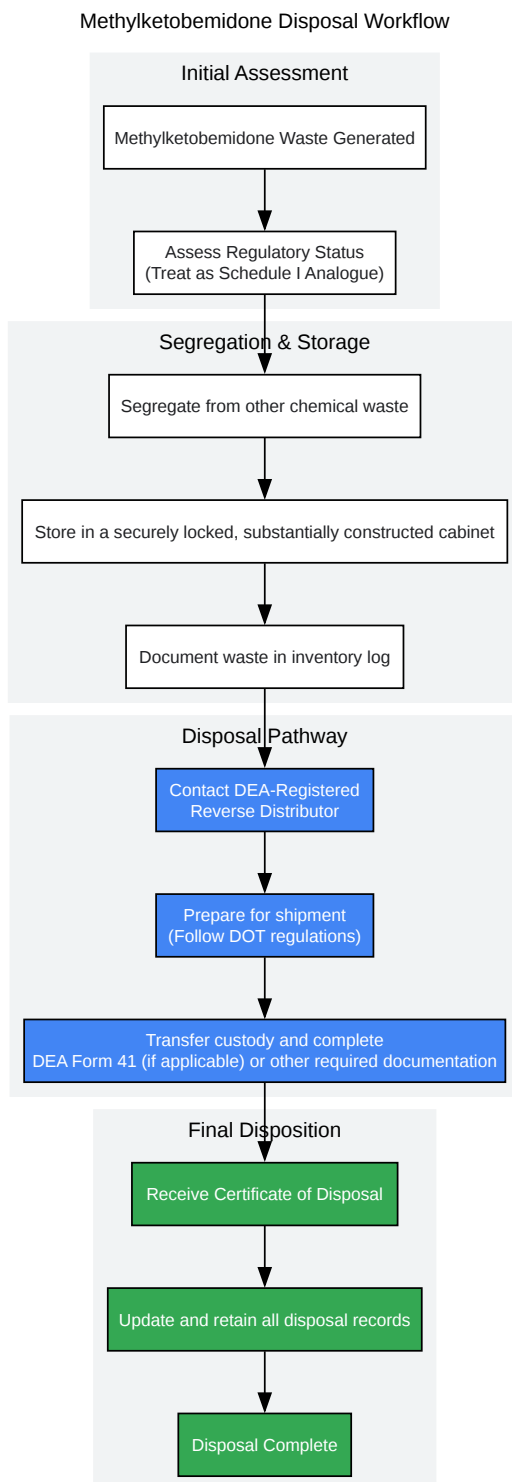 Methylketobemidone Disposal Workflow
Initial Assessment
Methylketobemidone Waste Generated
Assess Regulatory Status
(Treat as Schedule I Analogue)
Segregation & Storage
Segregate from other chemical waste
Store in a securely locked, substantially constructed cabinet
Document waste in inventory log
Disposal Pathway
Contact DEA-Registered
Reverse Distributor
Prepare for shipment
(Follow DOT regulations)
Transfer custody and complete
DEA Form 41 (if applicable) or other required documentation
Final Disposition
Receive Certificate of Disposal
Update and retain all disposal records
Disposal Complete